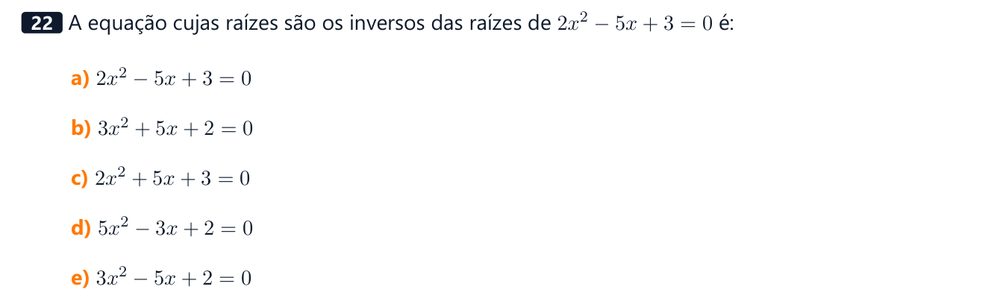 22 A equação cujas raízes são os inversos das raízes de 2x² − 5x + 3 = 0 é:
a) 2x² − 5x + 3 = 0
b) 3x² + 5x + 2 = 0
c) 2x² + 5x + 3 = 0
d) 5x² − 3x + 2 = 0
e) 3x² − 5x + 2 = 0